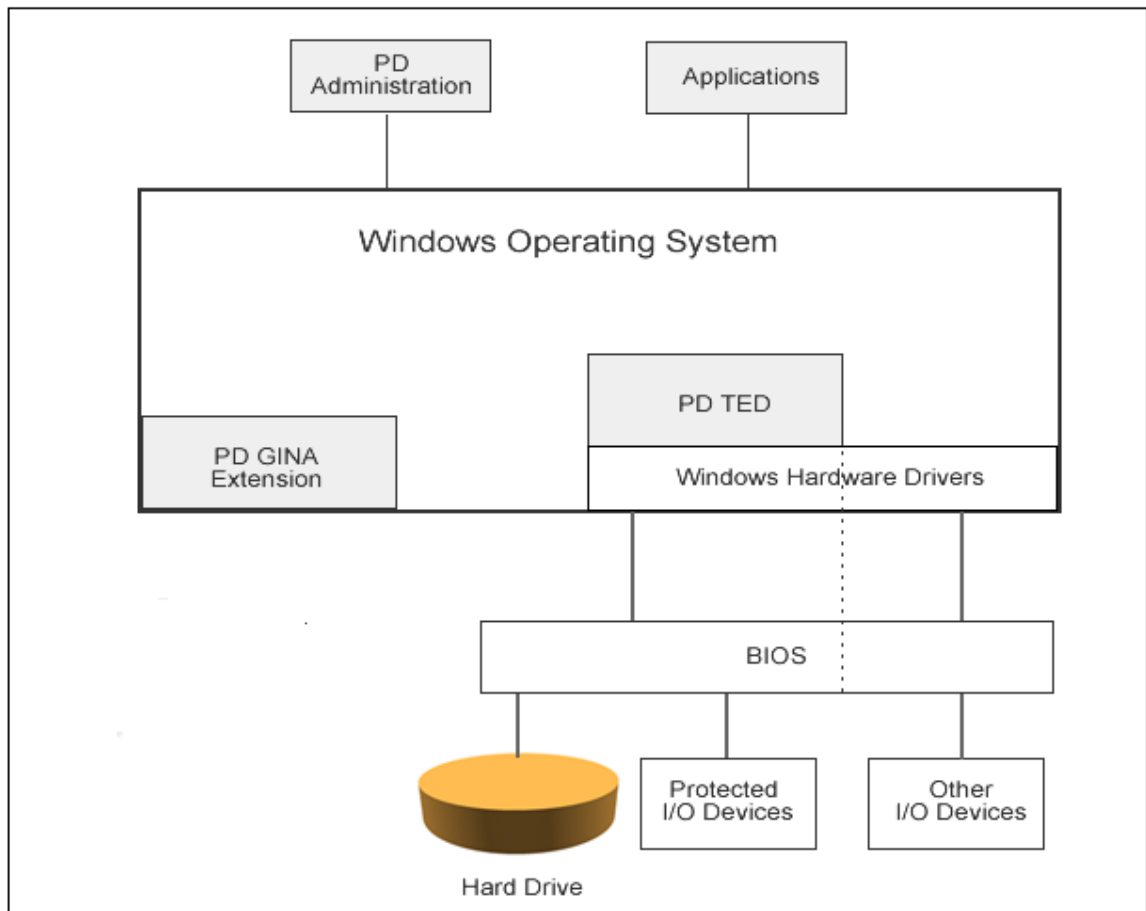 PD
Administration
Applications
Windows Operating System
PD TED
PD GINA
Extension
Windows Hardware Drivers
BIOS
Protected
I/O Devices
Other
I/O Devices
Hard Drive